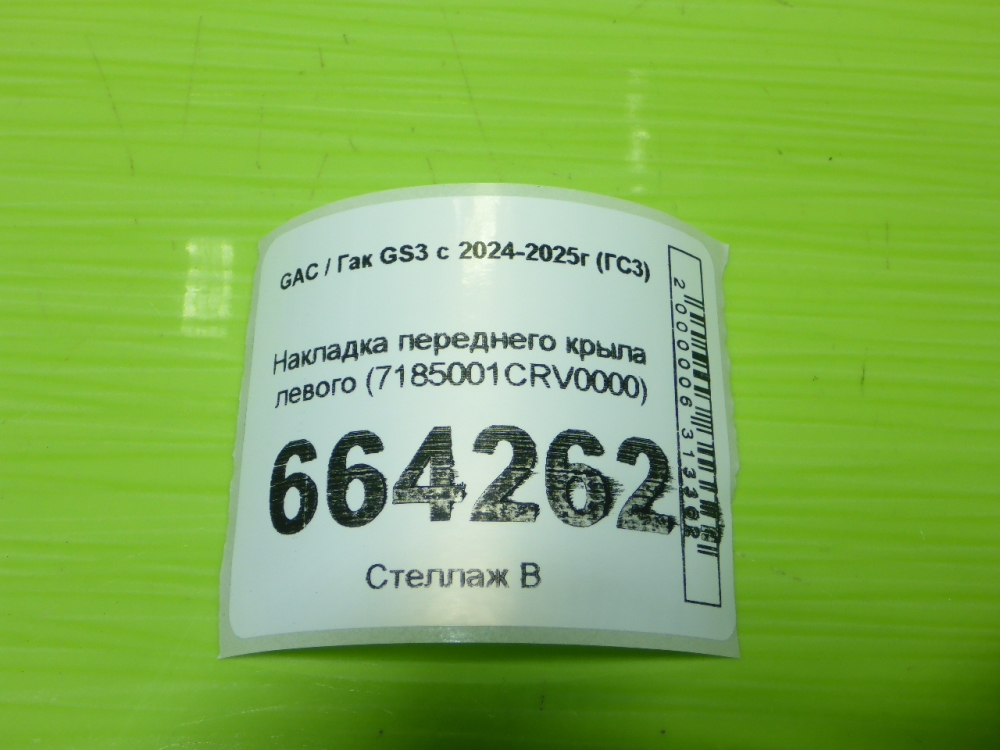 GAC / Гак GS3 с 2024-2025г (ГС3)
Накладка переднего крыла
левого (7185001CRV0000)
664262
Стеллаж В